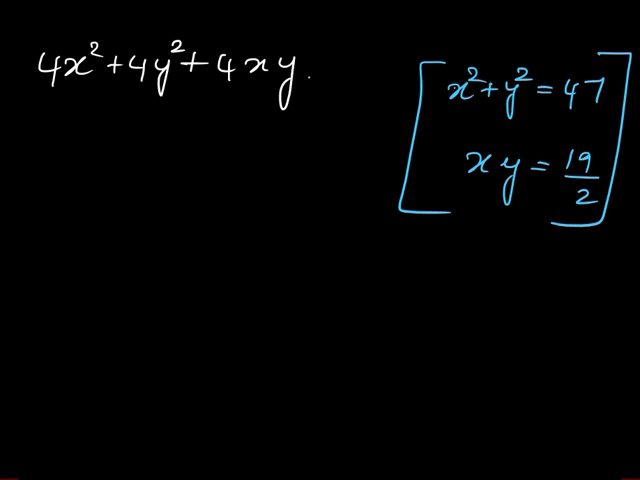 4x² + 4y² + 4xy.
x² + y² = 47
xy = 19/2